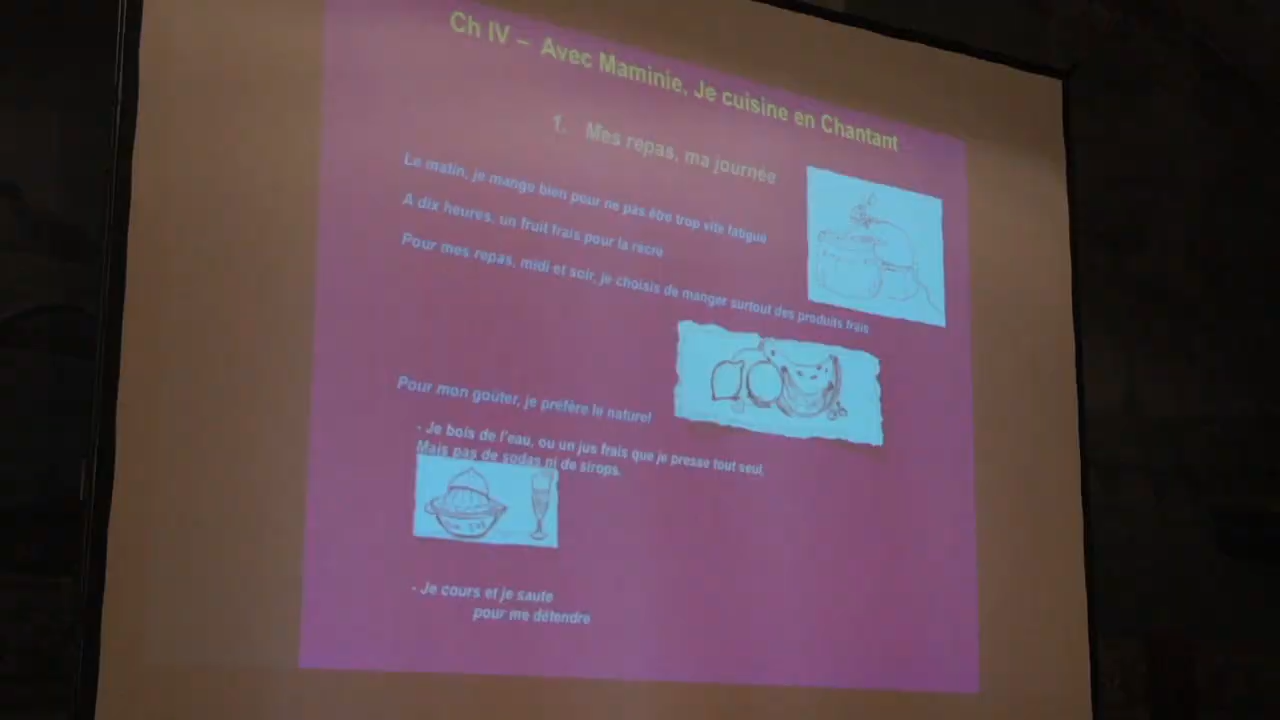 Ch IV – Avec Maminie, Je cuisine en Chantant
1. Mes repas, ma journée
Le matin, je mange bien pour ne pas être trop vite fatigué
A dix heures, un fruit frais pour la récré
Pour mes repas, midi et soir, je choisis de manger surtout des produits frais
Pour mon goûter, je préfère le naturel
- Je bois de l'eau, ou un jus frais que je presse tout seul,
Mais pas de sodas ni de sirops.
- Je cours et je saute
pour me détendre